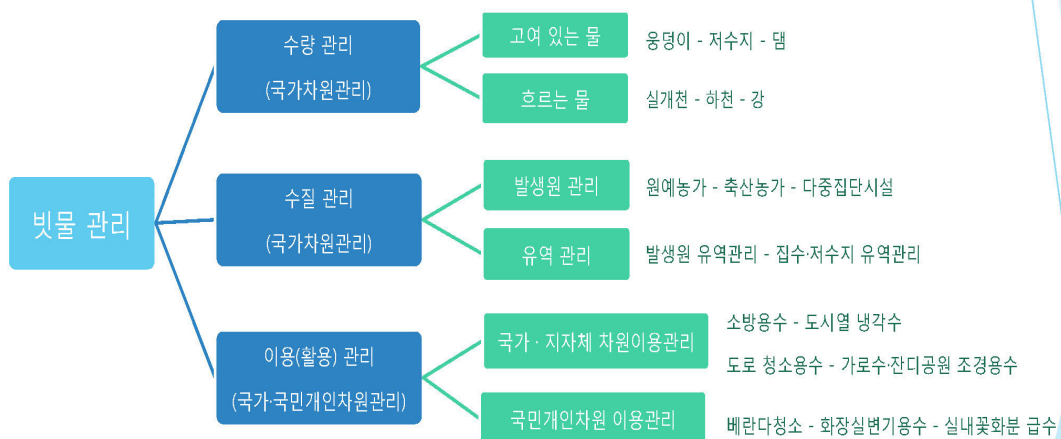 빗물 관리
수량 관리
(국가차원관리)
고여 있는 물
웅덩이 - 저수지 - 댐
흐르는 물
실개천 - 하천 - 강
수질 관리
(국가차원관리)
발생원 관리
원예농가 - 축산농가 - 다중집단시설
유역 관리
발생원 유역관리 - 집수·저수지 유역관리
이용(활용) 관리
(국가·국민개인차원관리)
국가 · 지자체 차원이용관리
소방용수 - 도시열 냉각수
도로 청소용수 - 가로수·잔디공원 조경용수
국민개인차원 이용관리
베란다청소 - 화장실변기용수 - 실내꽃화분 급수